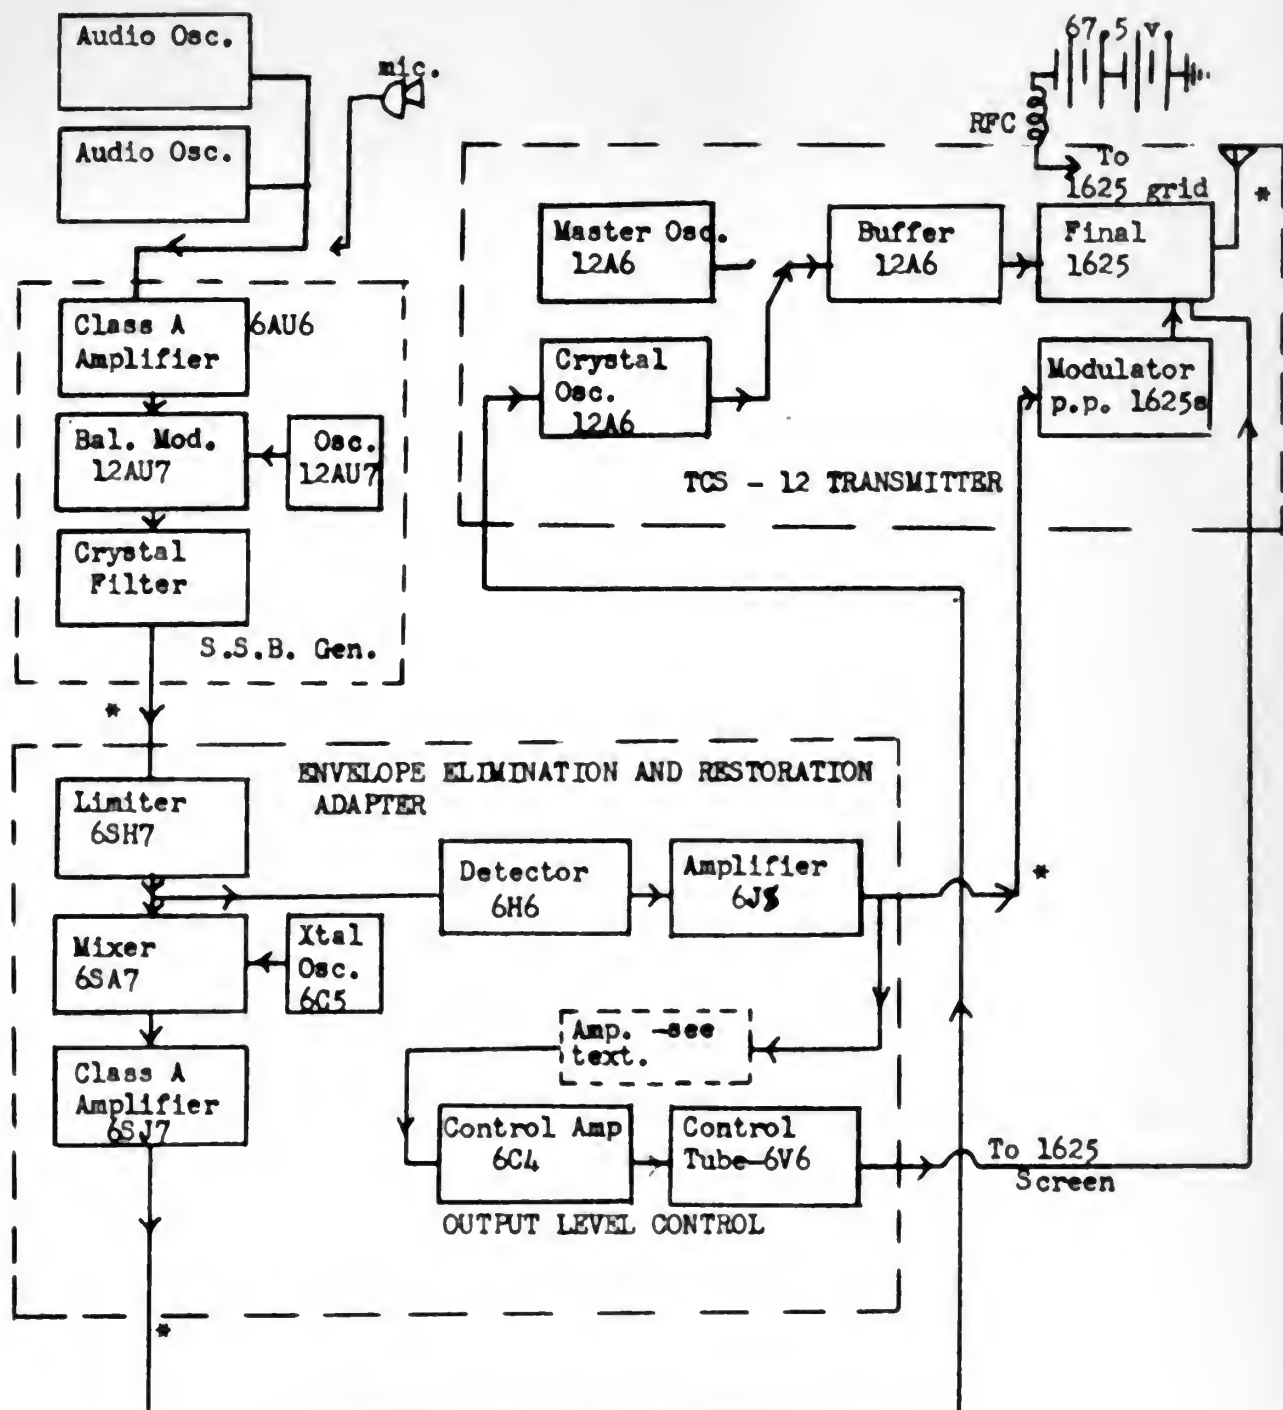 Audio Osc.
Audio Osc.
mic.
67.5 v.
RFC
To
1625 grid
*
Class A
Amplifier
6AU6
Bal. Mod.
12AU7
Osc.
12AU7
Crystal
Filter
S.S.B. Gen.
*
Master Osc.
12A6
Buffer
12A6
Final
1625
Crystal
Osc.
12A6
Modulator
p.p. 1625s
TCS - 12 TRANSMITTER
ENVELOPE ELIMINATION AND RESTORATION
ADAPTER
Limiter
6SH7
Detector
6H6
Amplifier
6J5
*
Mixer
6SA7
Xtal
Osc.
6C5
Amp. -see
text.
Class A
Amplifier
6SJ7
Control Amp
6C4
Control
Tube-6V6
To 1625
Screen
OUTPUT LEVEL CONTROL
*